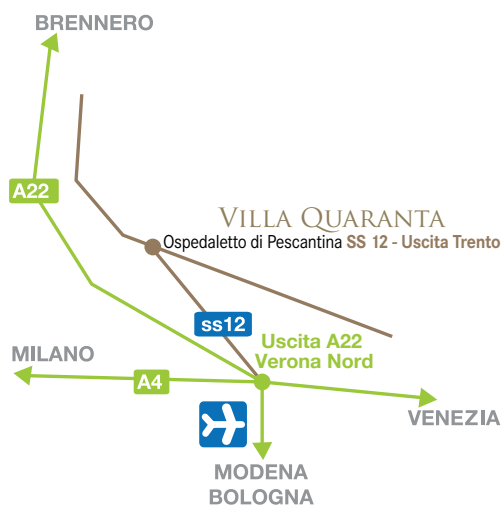 BRENNERO
A22
VILLA QUARANTA
Ospedaletto di Pescantina SS 12 - Uscita Trento
ss12
Uscita A22
Verona Nord
MILANO
A4
VENEZIA
MODENA
BOLOGNA